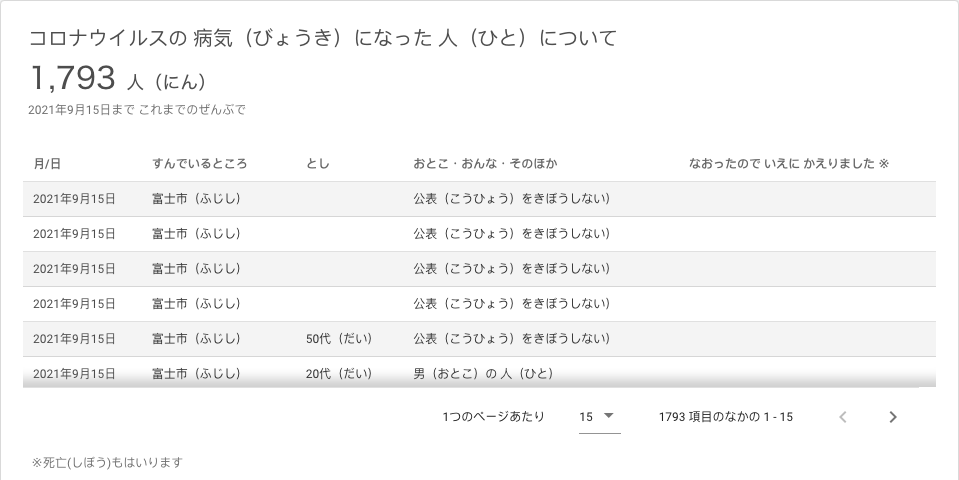 コロナウイルスの 病気（びょうき）になった 人（ひと）について
1,793 人（にん）
2021年9月15日まで これまでのぜんぶで
月/日 すんでいるところ とし おとこ・おんな・そのほか なおったので いえに かえりました ※
2021年9月15日 富士市（ふじし） 公表（こうひょう）をきぼうしない）
2021年9月15日 富士市（ふじし） 公表（こうひょう）をきぼうしない）
2021年9月15日 富士市（ふじし） 公表（こうひょう）をきぼうしない）
2021年9月15日 富士市（ふじし） 公表（こうひょう）をきぼうしない）
2021年9月15日 富士市（ふじし） 50代（だい） 公表（こうひょう）をきぼうしない）
2021年9月15日 富士市（ふじし） 20代（だい） 男（おとこ）の 人（ひと）
1つのページあたり 15 1793 項目のなかの 1 - 15
※死亡(しぼう)もはいります